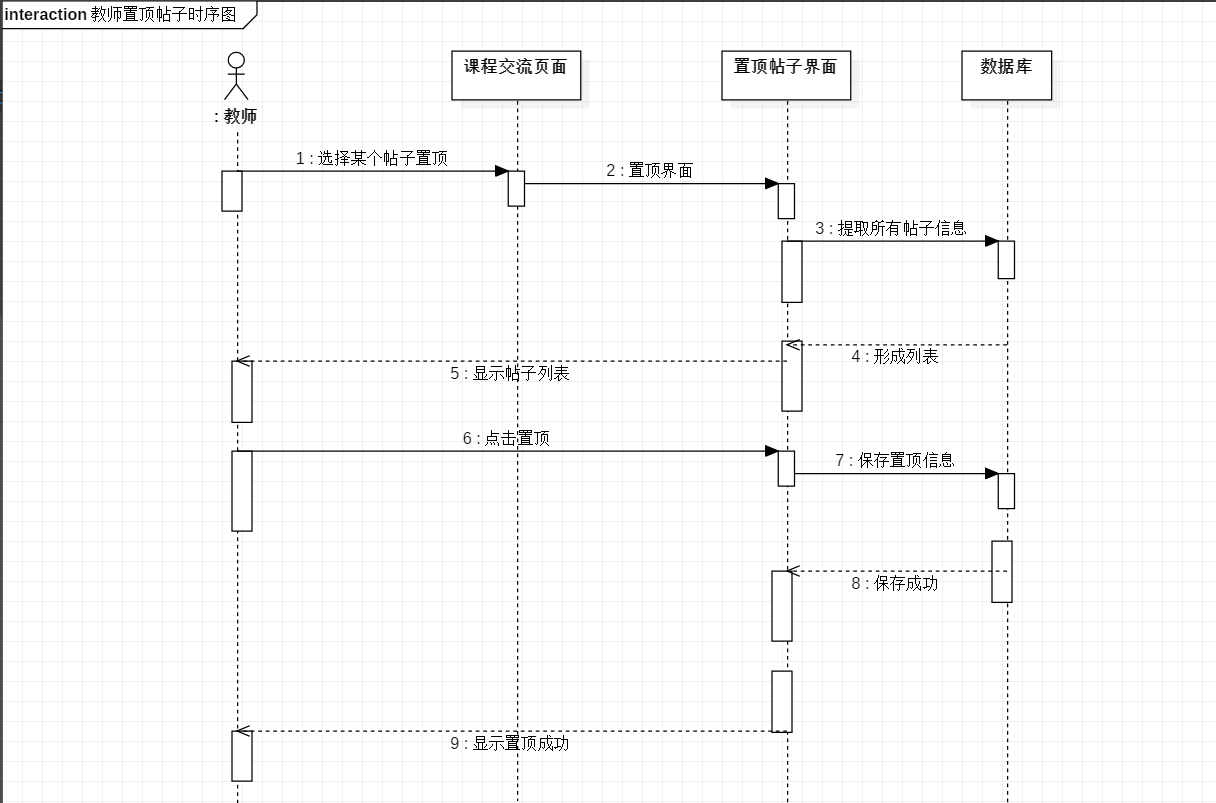 interaction 教师置顶帖子时序图
课程交流页面
置顶帖子界面
数据库
: 教师
1 : 选择某个帖子置顶
2 : 置顶界面
3 : 提取所有帖子信息
4 : 形成列表
5 : 显示帖子列表
6 : 点击置顶
7 : 保存置顶信息
8 : 保存成功
9 : 显示置顶成功